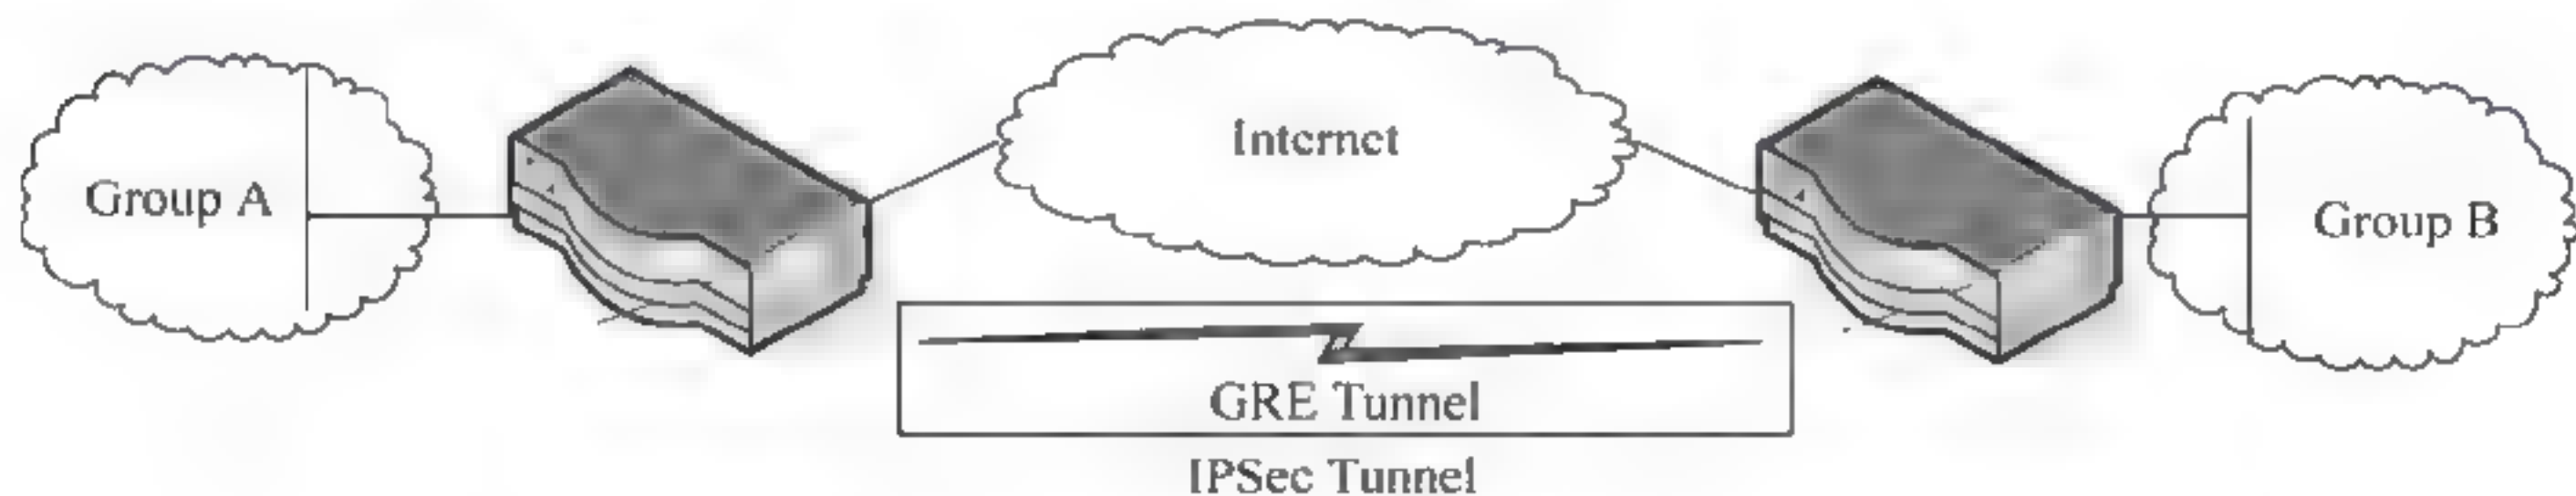 Internet
Group A
Group B
GRE Tunnel
IPSec Tunnel